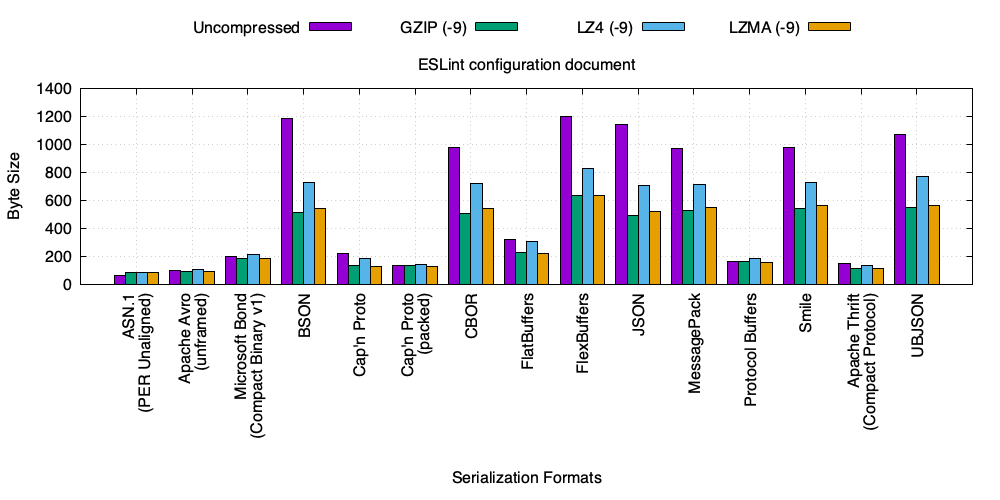 Uncompressed
GZIP (-9)
LZ4 (-9)
LZMA (-9)
ESLint configuration document
Byte Size
1400
1200
1000
800
600
400
200
0
ASN.1
(PER Unaligned)
Apache Avro
(unframed)
Microsoft Bond
(Compact Binary v1)
BSON
Cap'n Proto
Cap'n Proto
(packed)
CBOR
FlatBuffers
FlexBuffers
JSON
MessagePack
Protocol Buffers
Smile
Apache Thrift
(Compact Protocol)
UBJSON
Serialization Formats